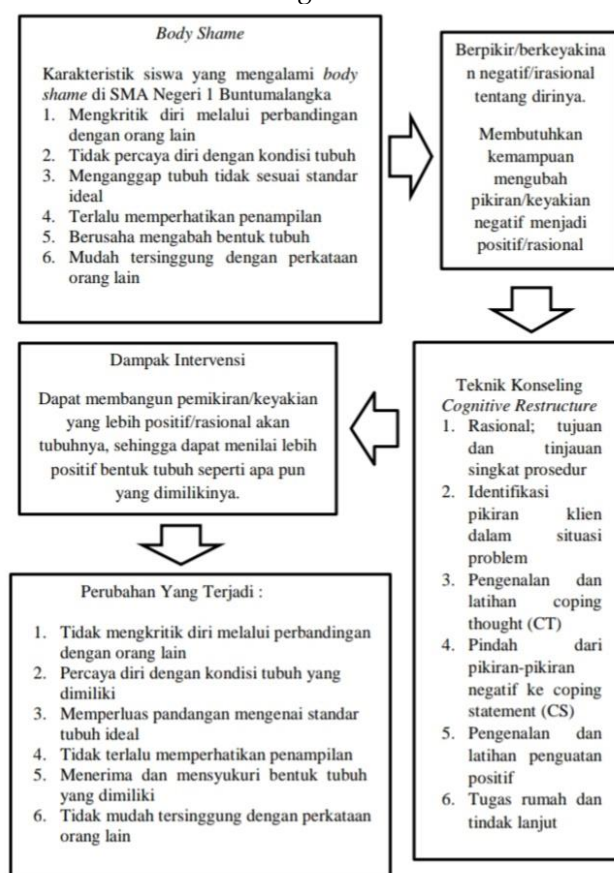 Body Shame
Karakteristik siswa yang mengalami body
shame di SMA Negeri 1 Buntumalangka
1. Mengkritik diri melalui perbandingan
dengan orang lain
2. Tidak percaya diri dengan kondisi tubuh
3. Menganggap tubuh tidak sesuai standar
ideal
4. Terlalu memperhatikan penampilan
5. Berusaha mengabah bentuk tubuh
6. Mudah tersinggung dengan perkataan
orang lain
Berpikir/berkeyakina
n negatif/irasional
tentang dirinya.
Membutuhkan
kemampuan
mengubah
pikiran/keyakian
negatif menjadi
positif/rasional
Teknik Konseling
Cognitive Restructure
1. Rasional; tujuan
dan tinjauan
singkat prosedur
2. Identifikasi
pikiran klien
dalam situasi
problem
3. Pengenalan dan
latihan coping
thought (CT)
4. Pindah dari
pikiran-pikiran
negatif ke coping
statement (CS)
5. Pengenalan dan
latihan penguatan
positif
6. Tugas rumah dan
tindak lanjut
Dampak Intervensi
Dapat membangun pemikiran/keyakian
yang lebih positif/rasional akan
tubuhnya, sehingga dapat menilai lebih
positif bentuk tubuh seperti apa pun
yang dimilikinya.
Perubahan Yang Terjadi :
1. Tidak mengkritik diri melalui perbandingan
dengan orang lain
2. Percaya diri dengan kondisi tubuh yang
dimiliki
3. Memperluas pandangan mengenai standar
tubuh ideal
4. Tidak terlalu memperhatikan penampilan
5. Menerima dan mensyukuri bentuk tubuh
yang dimiliki
6. Tidak mudah tersinggung dengan perkataan
orang lain